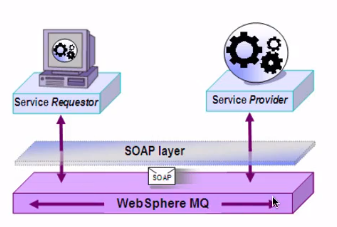 Service Requestor
Service Provider
SOAP layer
SOAP
WebSphere MQ